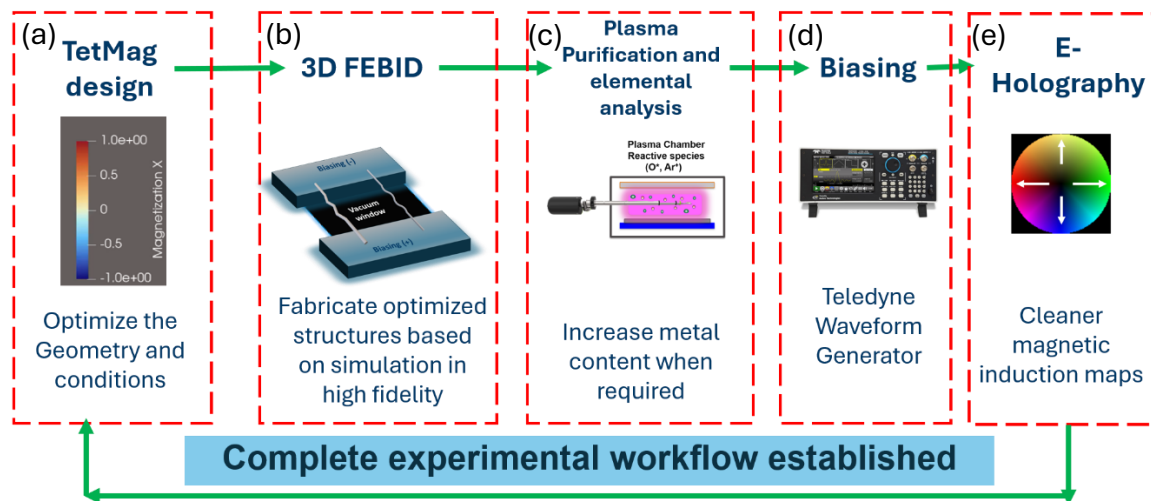 (a)
TetMag
design
1.0e+00
0.5
0
-0.5
-1.0e+00
Magnetization X
Optimize the
Geometry and
conditions
(b)
3D FEBID
Biasing (-)
Vacuum
window
Biasing (+)
Fabricate optimized
structures based
on simulation in
high fidelity
(c)
Plasma
Purification and
elemental
analysis
Plasma Chamber
Reactive species
(O*, Ar*)
Increase metal
content when
required
(d)
Biasing
Teledyne
Waveform
Generator
(e)
E-
Holography
Cleaner
magnetic
induction maps
Complete experimental workflow established